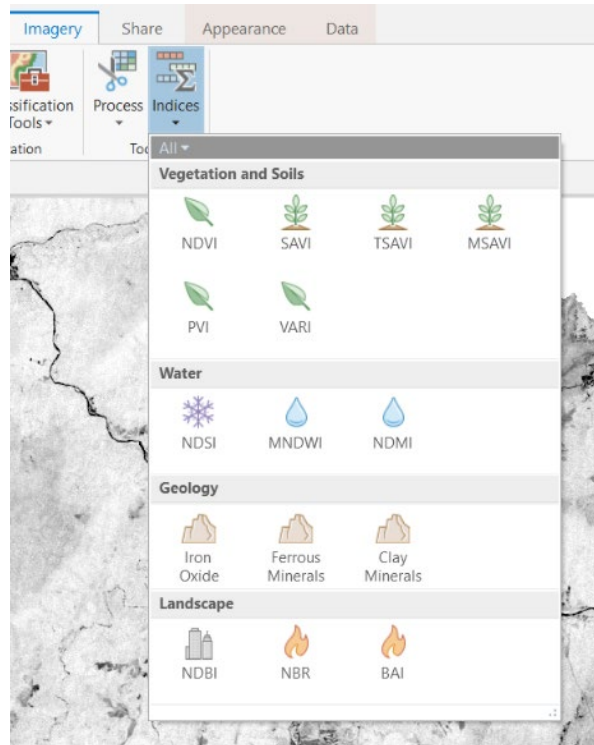 Imagery Share Appearance Data
ssification Process Indices
Tools
ation Too
All
Vegetation and Soils
NDVI SAVI TSAVI MSAVI
PVI VARI
Water
NDSI MNDWI NDMI
Geology
Iron Ferrous Clay
Oxide Minerals Minerals
Landscape
NDBI NBR BAI